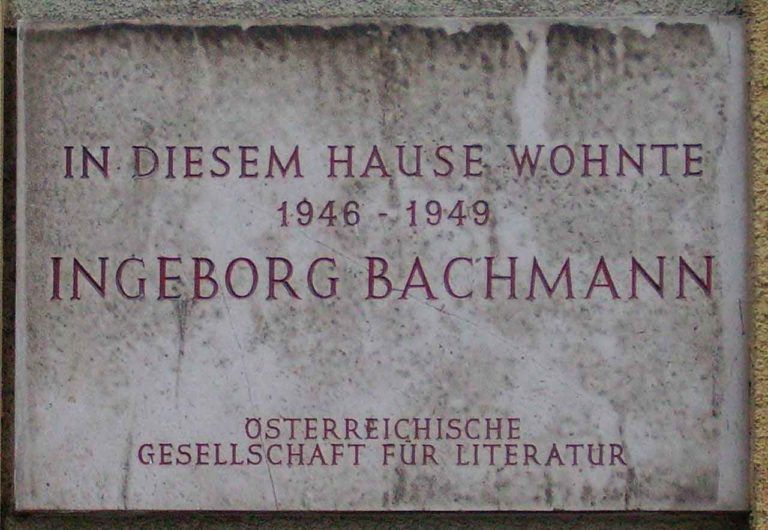 IN DIESEM HAUSE WOHNTE
1946 - 1949
INGEBORG BACHMANN
ÖSTERREICHISCHE
GESELLSCHAFT FÜR LITERATUR